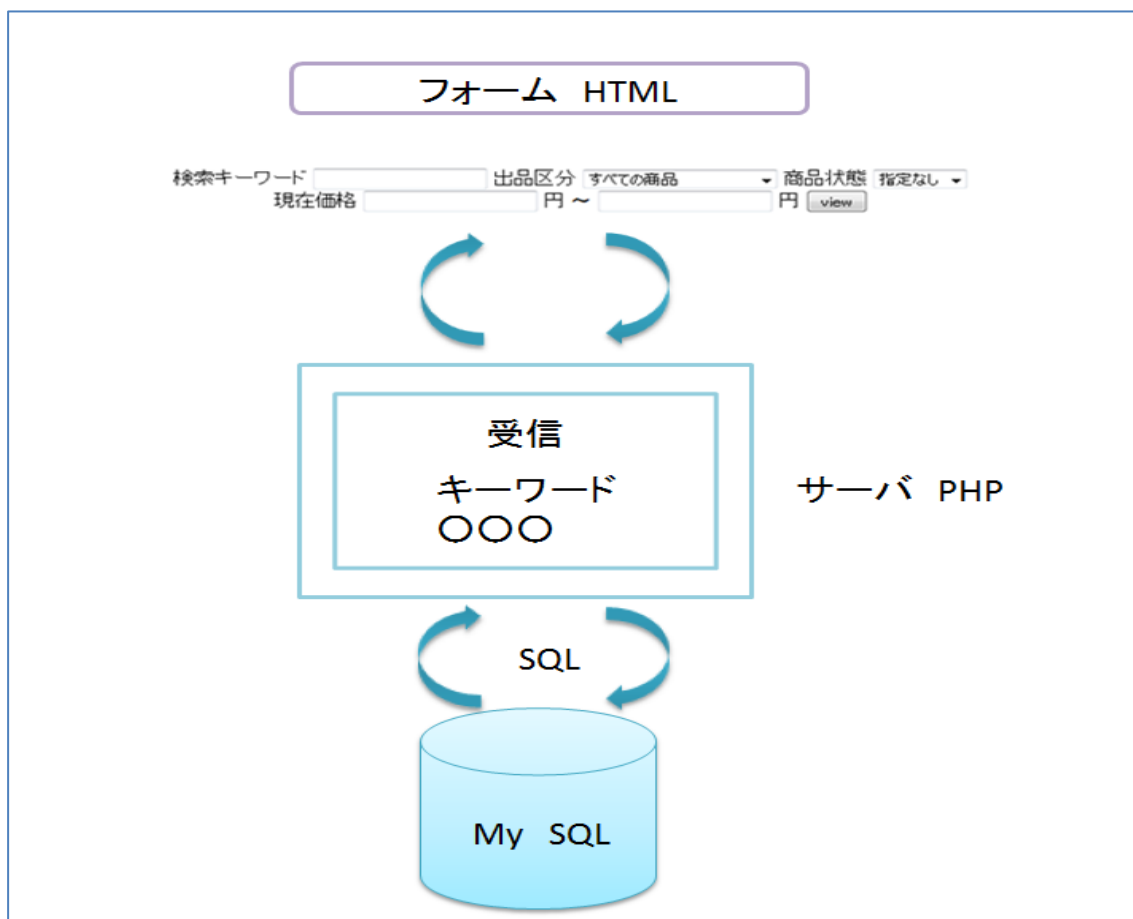 フォーム HTML
検索キーワード 出品区分 すべての商品 商品状態 指定なし
現在価格 円 ～ 円 view
受信
キーワード
〇〇〇
サーバ PHP
SQL
My SQL